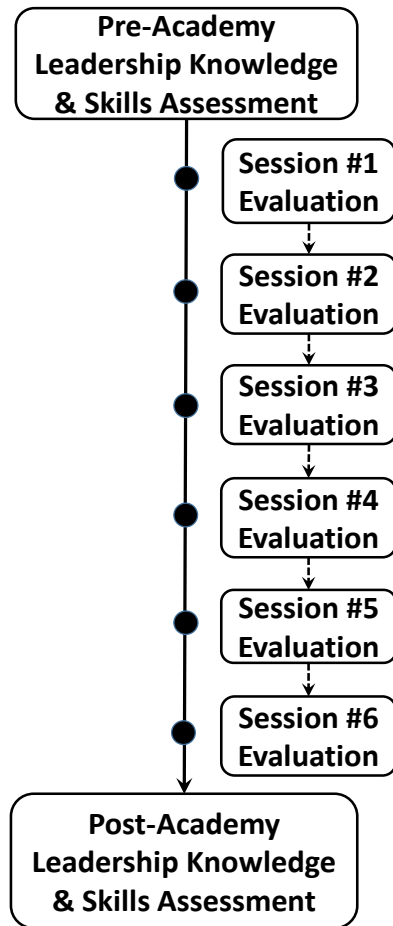 Pre-Academy
Leadership Knowledge
& Skills Assessment
Session #1
Evaluation
Session #2
Evaluation
Session #3
Evaluation
Session #4
Evaluation
Session #5
Evaluation
Session #6
Evaluation
Post-Academy
Leadership Knowledge
& Skills Assessment